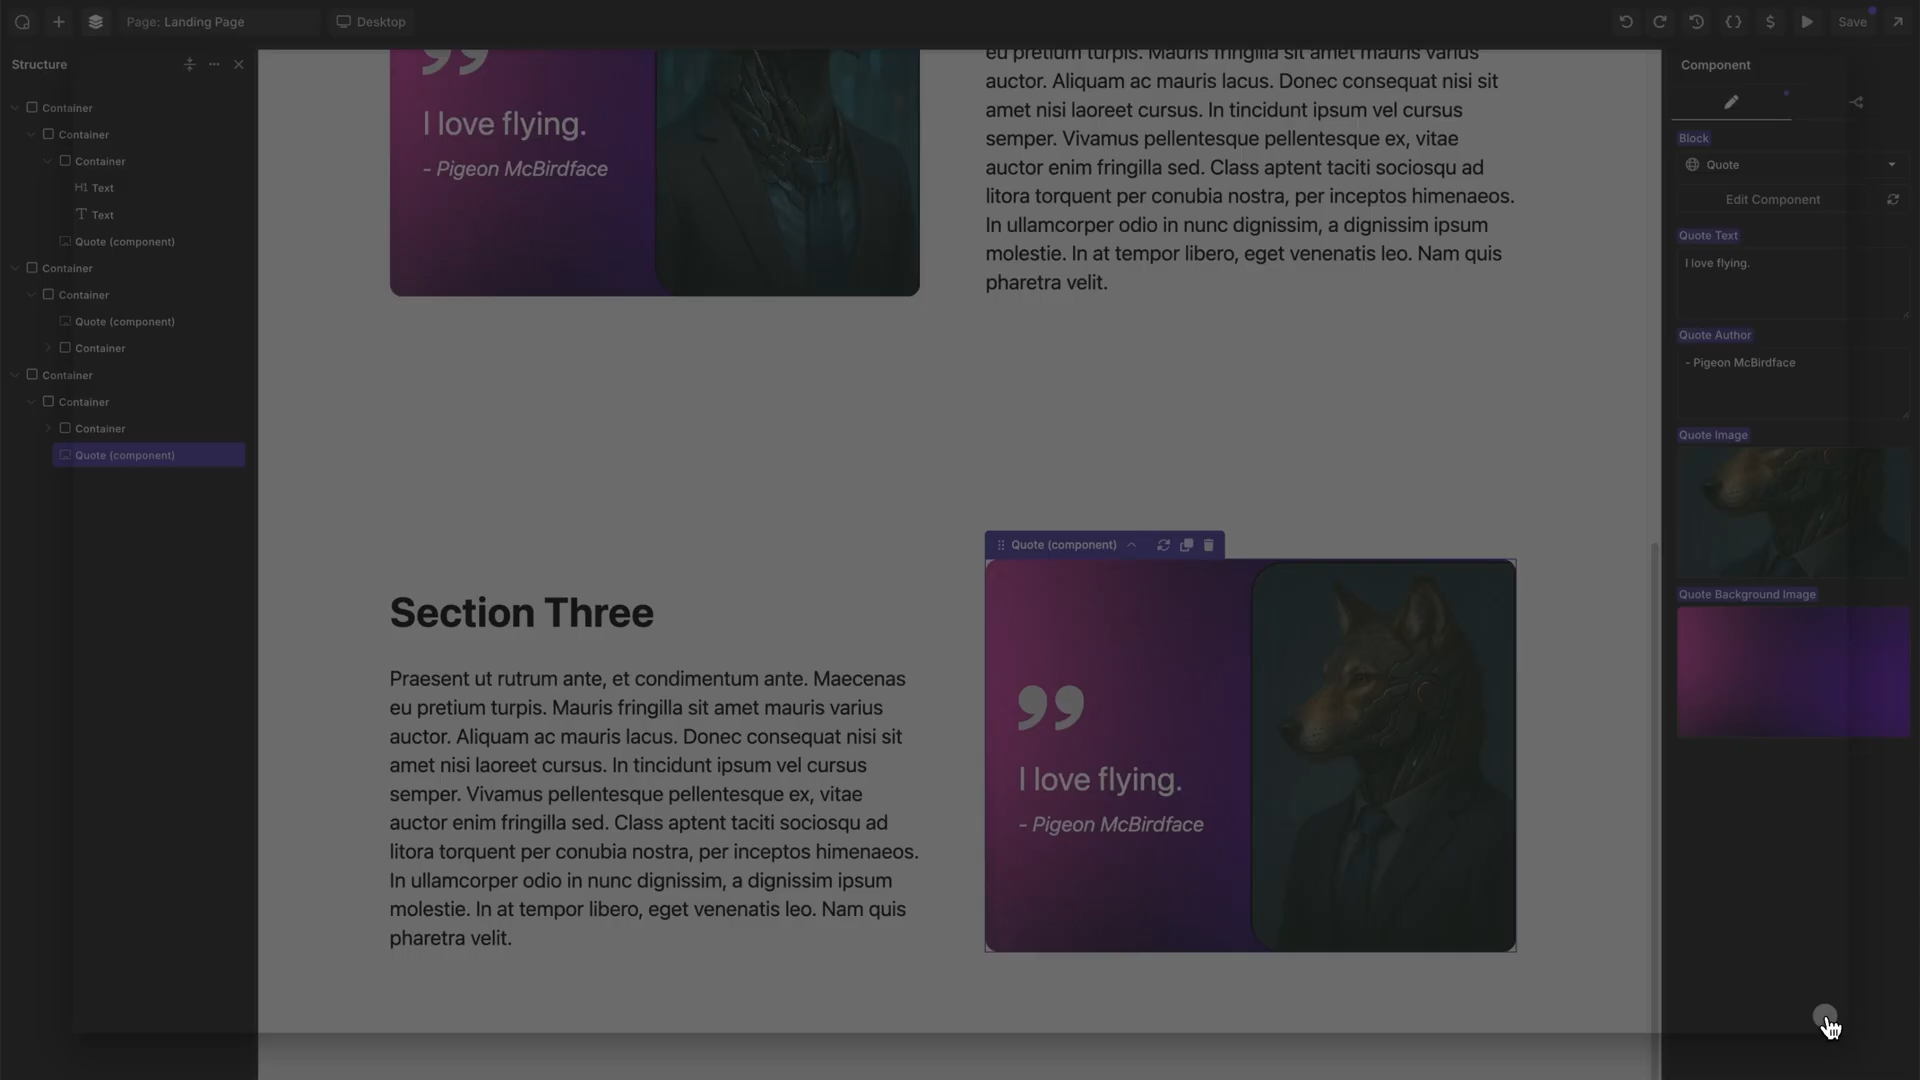 Page: Landing Page
Desktop
Save
Structure
Container
Container
Container
H1 Text
T Text
Quote (component)
Container
Container
Quote (component)
Container
Container
Container
Container
Quote (component)
I love flying.
- Pigeon McBirdface
eu pretium turpis. Mauris fringilla sit amet mauris varius
auctor. Aliquam ac mauris lacus. Donec consequat nisi sit
amet nisi laoreet cursus. In tincidunt ipsum vel cursus
semper. Vivamus pellentesque pellentesque ex, vitae
auctor enim fringilla sed. Class aptent taciti sociosqu ad
litora torquent per conubia nostra, per inceptos himenaeos.
In ullamcorper odio in nunc dignissim, a dignissim ipsum
molestie. In at tempor libero, eget venenatis leo. Nam quis
pharetra velit.
Section Three
Praesent ut rutrum ante, et condimentum ante. Maecenas
eu pretium turpis. Mauris fringilla sit amet mauris varius
auctor. Aliquam ac mauris lacus. Donec consequat nisi sit
amet nisi laoreet cursus. In tincidunt ipsum vel cursus
semper. Vivamus pellentesque pellentesque ex, vitae
auctor enim fringilla sed. Class aptent taciti sociosqu ad
litora torquent per conubia nostra, per inceptos himenaeos.
In ullamcorper odio in nunc dignissim, a dignissim ipsum
molestie. In at tempor libero, eget venenatis leo. Nam quis
pharetra velit.
Quote (component)
I love flying.
- Pigeon McBirdface
Component
Block
Quote
Edit Component
Quote Text
I love flying.
Quote Author
- Pigeon McBirdface
Quote Image
Quote Background Image